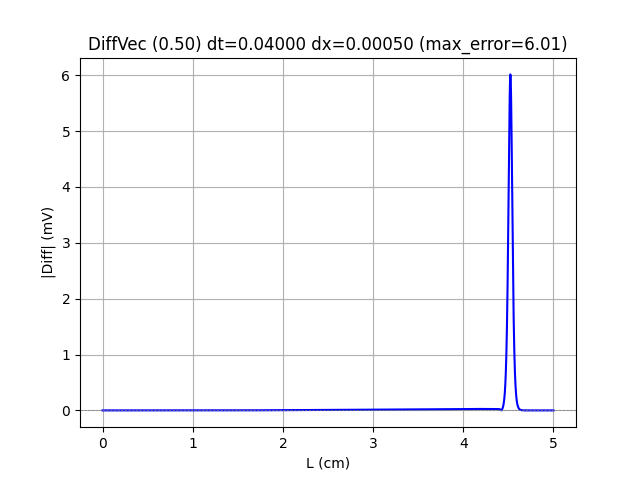 DiffVec (0.50) dt=0.04000 dx=0.00050 (max_error=6.01)
|Diff| (mV)
6
5
4
3
2
1
0
0 1 2 3 4 5
L (cm)